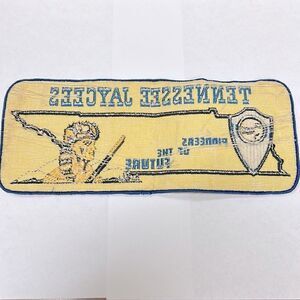 TENNESSEE JAYCEES
PIONEERS
OF THE
FUTURE